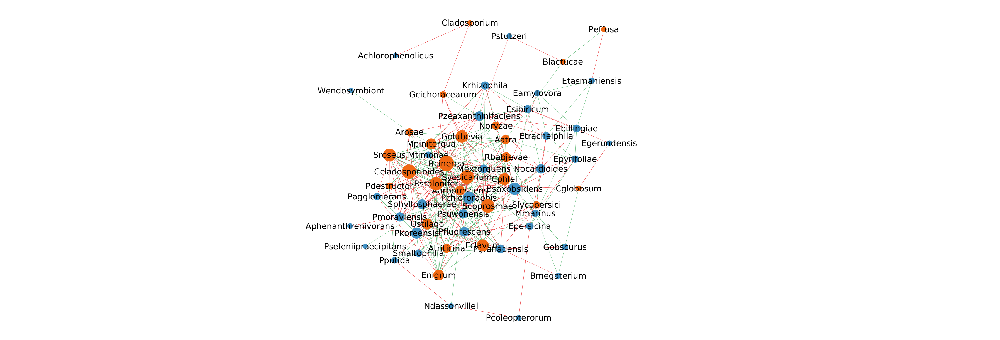 Cladosporium
Peffusa
Pstutzeri
Achlorophenolicus
Blactucae
Etasmaniensis
Krhizophila
Wendosymbiont
Eamylovora
Gcichoracearum
Esibiricum
Pzeaxanthinifaciens
Noryzae
Ebillingiae
Arosae
Golubevia
Etracheiphila
Aatra
Mpinitorqua
Egerundensis
Sroseus
Mtimonae
Rbabjevae
Epyrifoliae
Bcinerea
Mextorquens
Nocardioides
Ccladosporioides
Svesicarium
Cphlei
Rstolonifer
Pdestructor
Aarborescens
Bsaxobsidens
Cglobosum
Pagglomerans
Pchlororaphis
Sphyllosphaerae
Slycopersici
Scoprosmae
Psuwonensis
Mmarinus
Pmoraviensis
Ustilago
Aphenanthrenivorans
Epersicina
Pkoreensis
Pfluorescens
Pseleniipraecipitans
Fclavum
Gobscurus
Atriticina
Pgranadensis
Smaltophilia
Pputida
Enigrum
Bmegaterium
Ndassonvillei
Pcoleopterorum